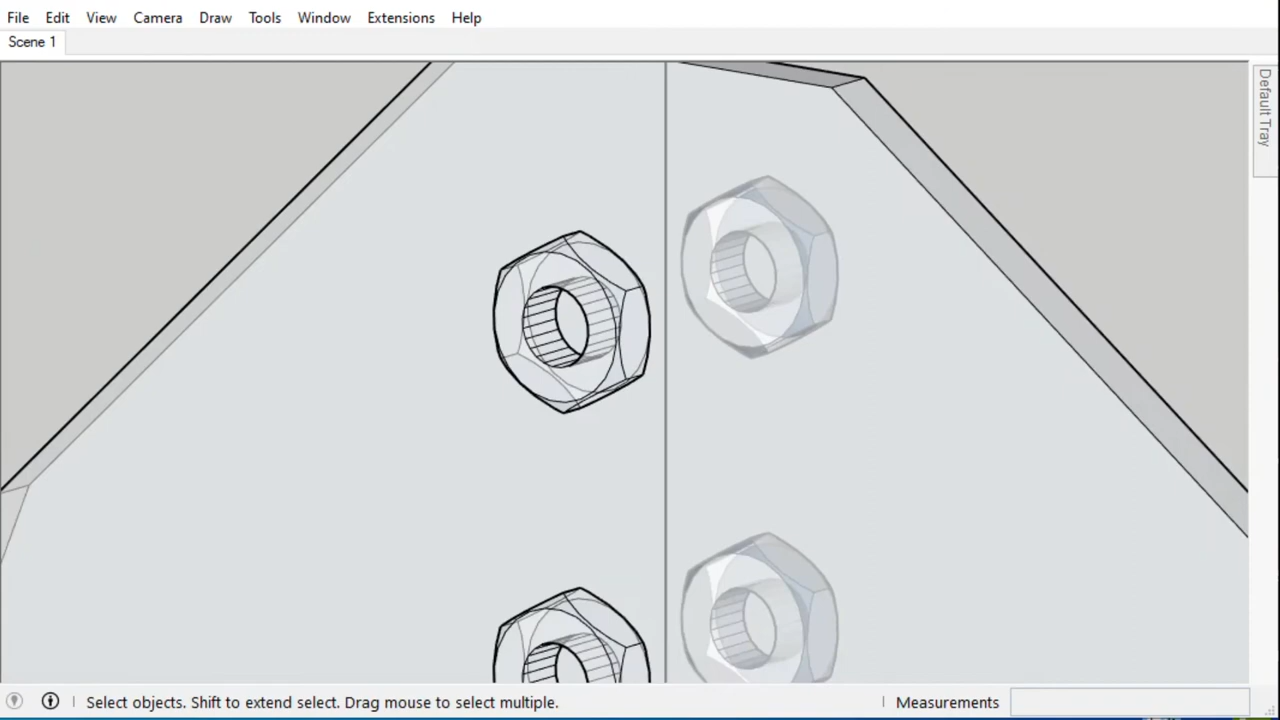 File Edit View Camera Draw Tools Window Extensions Help
Scene 1
Default Tray
Select objects. Shift to extend select. Drag mouse to select multiple.
Measurements